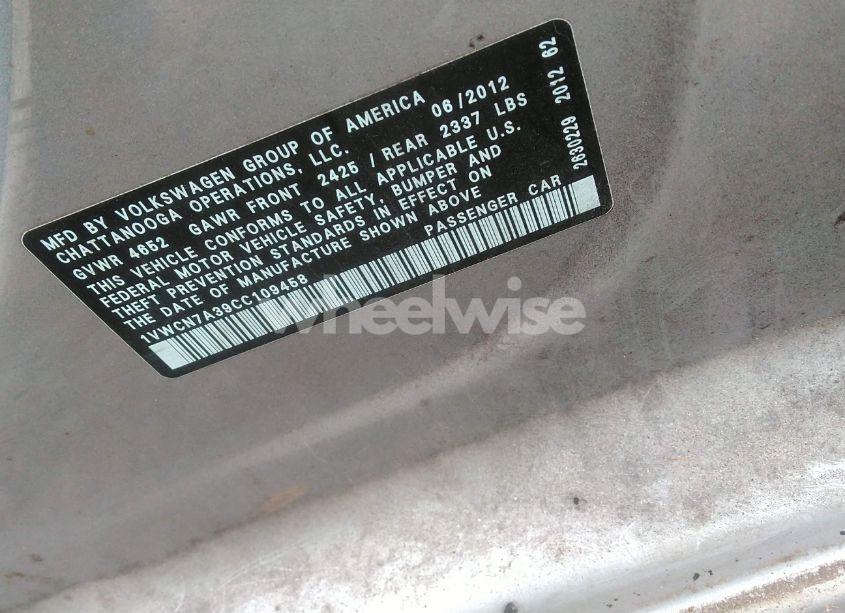 MFD BY VOLKSWAGEN GROUP OF AMERICA
CHATTANOOGA OPERATIONS, LLC. 06/2012
GVWR 4652 GAWR FRONT 2425 / REAR 2337 LBS
THIS VEHICLE CONFORMS TO ALL APPLICABLE U.S.
FEDERAL MOTOR VEHICLE SAFETY, BUMPER AND
THEFT PREVENTION STANDARDS IN EFFECT ON
THE DATE OF MANUFACTURE SHOWN ABOVE
1VWCN7A39CC109458 PASSENGER CAR
2630229 2012 62
wheelwise